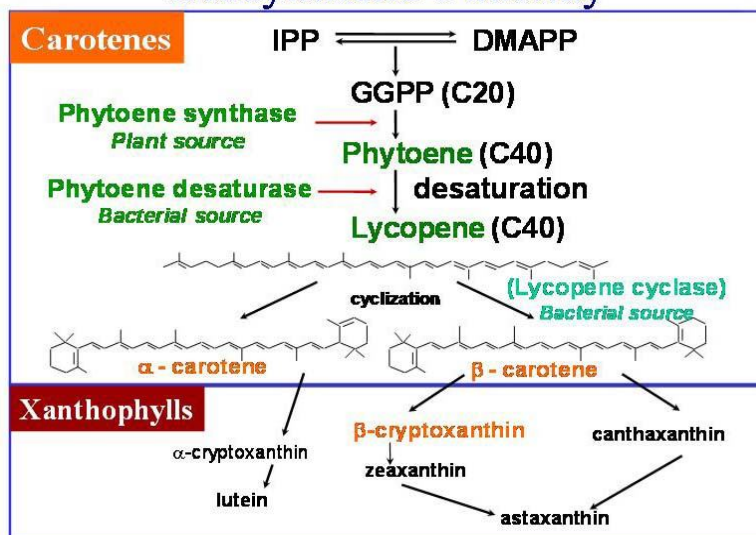 Carotenes
IPP DMAPP
GGPP (C20)
Phytoene synthase
Plant source
Phytoene (C40)
Phytoene desaturase desaturation
Bacterial source
Lycopene (C40)
(Lycopene cyclase)
cyclization Bacterial source
α - carotene β - carotene
Xanthophylls
α-cryptoxanthin β-cryptoxanthin canthaxanthin
zeaxanthin
lutein
astaxanthin